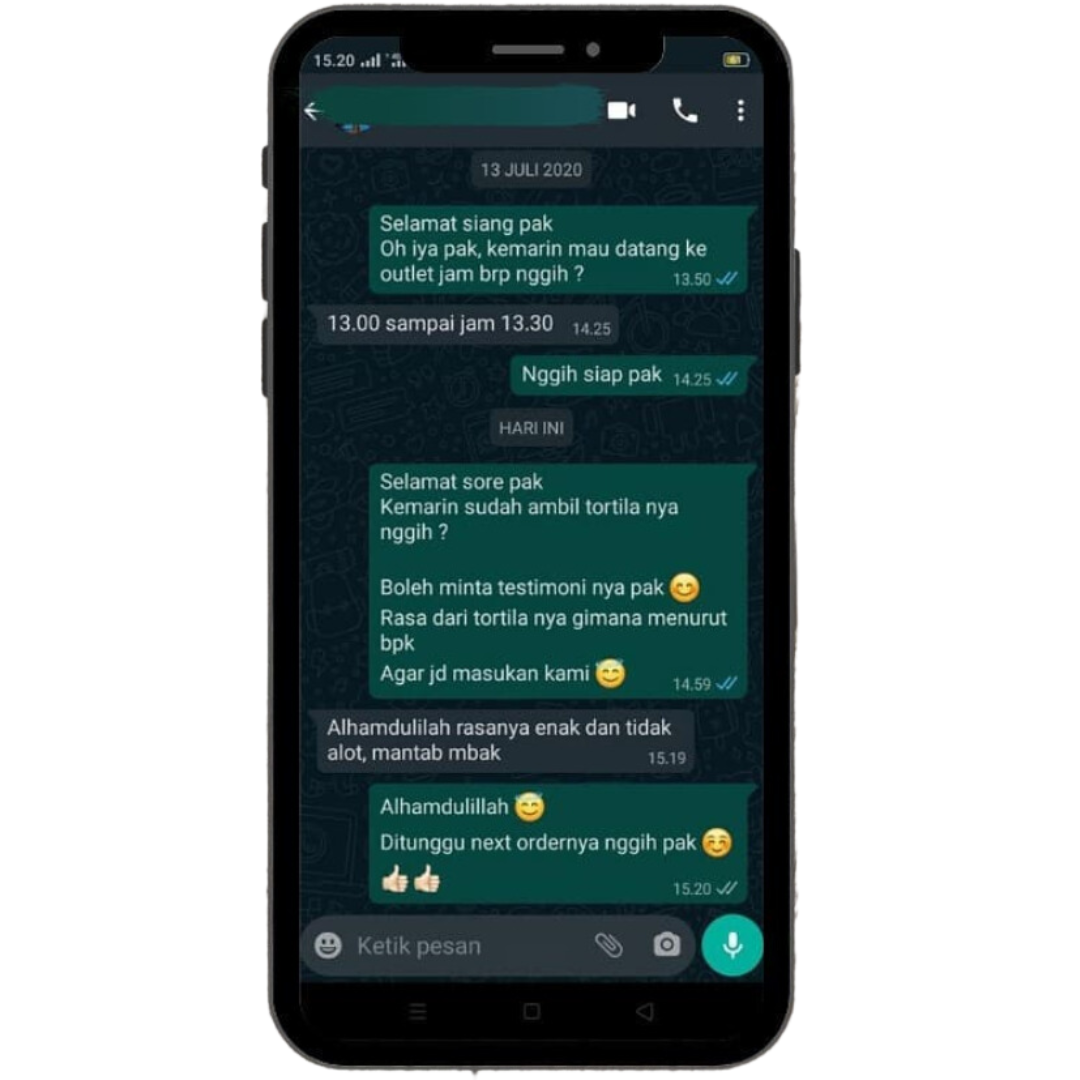 15.20
13 JULI 2020
Selamat siang pak
Oh iya pak, kemarin mau datang ke
outlet jam brp nggih ?
13.50
13.00 sampai jam 13.30 14.25
Nggih siap pak 14.25
HARI INI
Selamat sore pak
Kemarin sudah ambil tortila nya
nggih ?
Boleh minta testimoni nya pak 😊
Rasa dari tortila nya gimana menurut
bpk
Agar jd masukan kami 😇
14.59
Alhamdulilah rasanya enak dan tidak
alot, mantab mbak
15.19
Alhamdulillah 😇
Ditunggu next ordernya nggih pak ☺️
👍🏻👍🏻
15.20
Ketik pesan